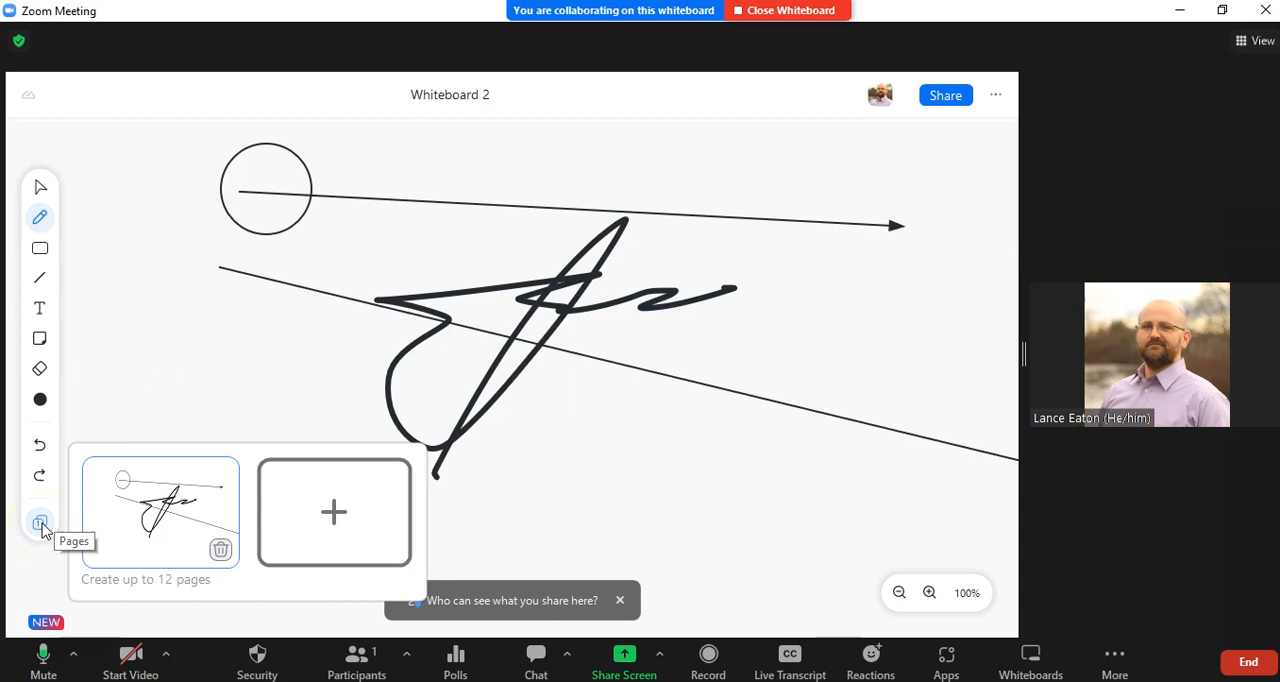 Zoom Meeting
You are collaborating on this whiteboard
Close Whiteboard
View
Whiteboard 2
Share
T
1
Pages
Create up to 12 pages
Who can see what you share here?
100%
Lance Eaton (He/him)
NEW
Mute
Start Video
Security
1
Participants
Polls
Chat
Share Screen
Record
CC
Live Transcript
Reactions
Apps
Whiteboards
More
End